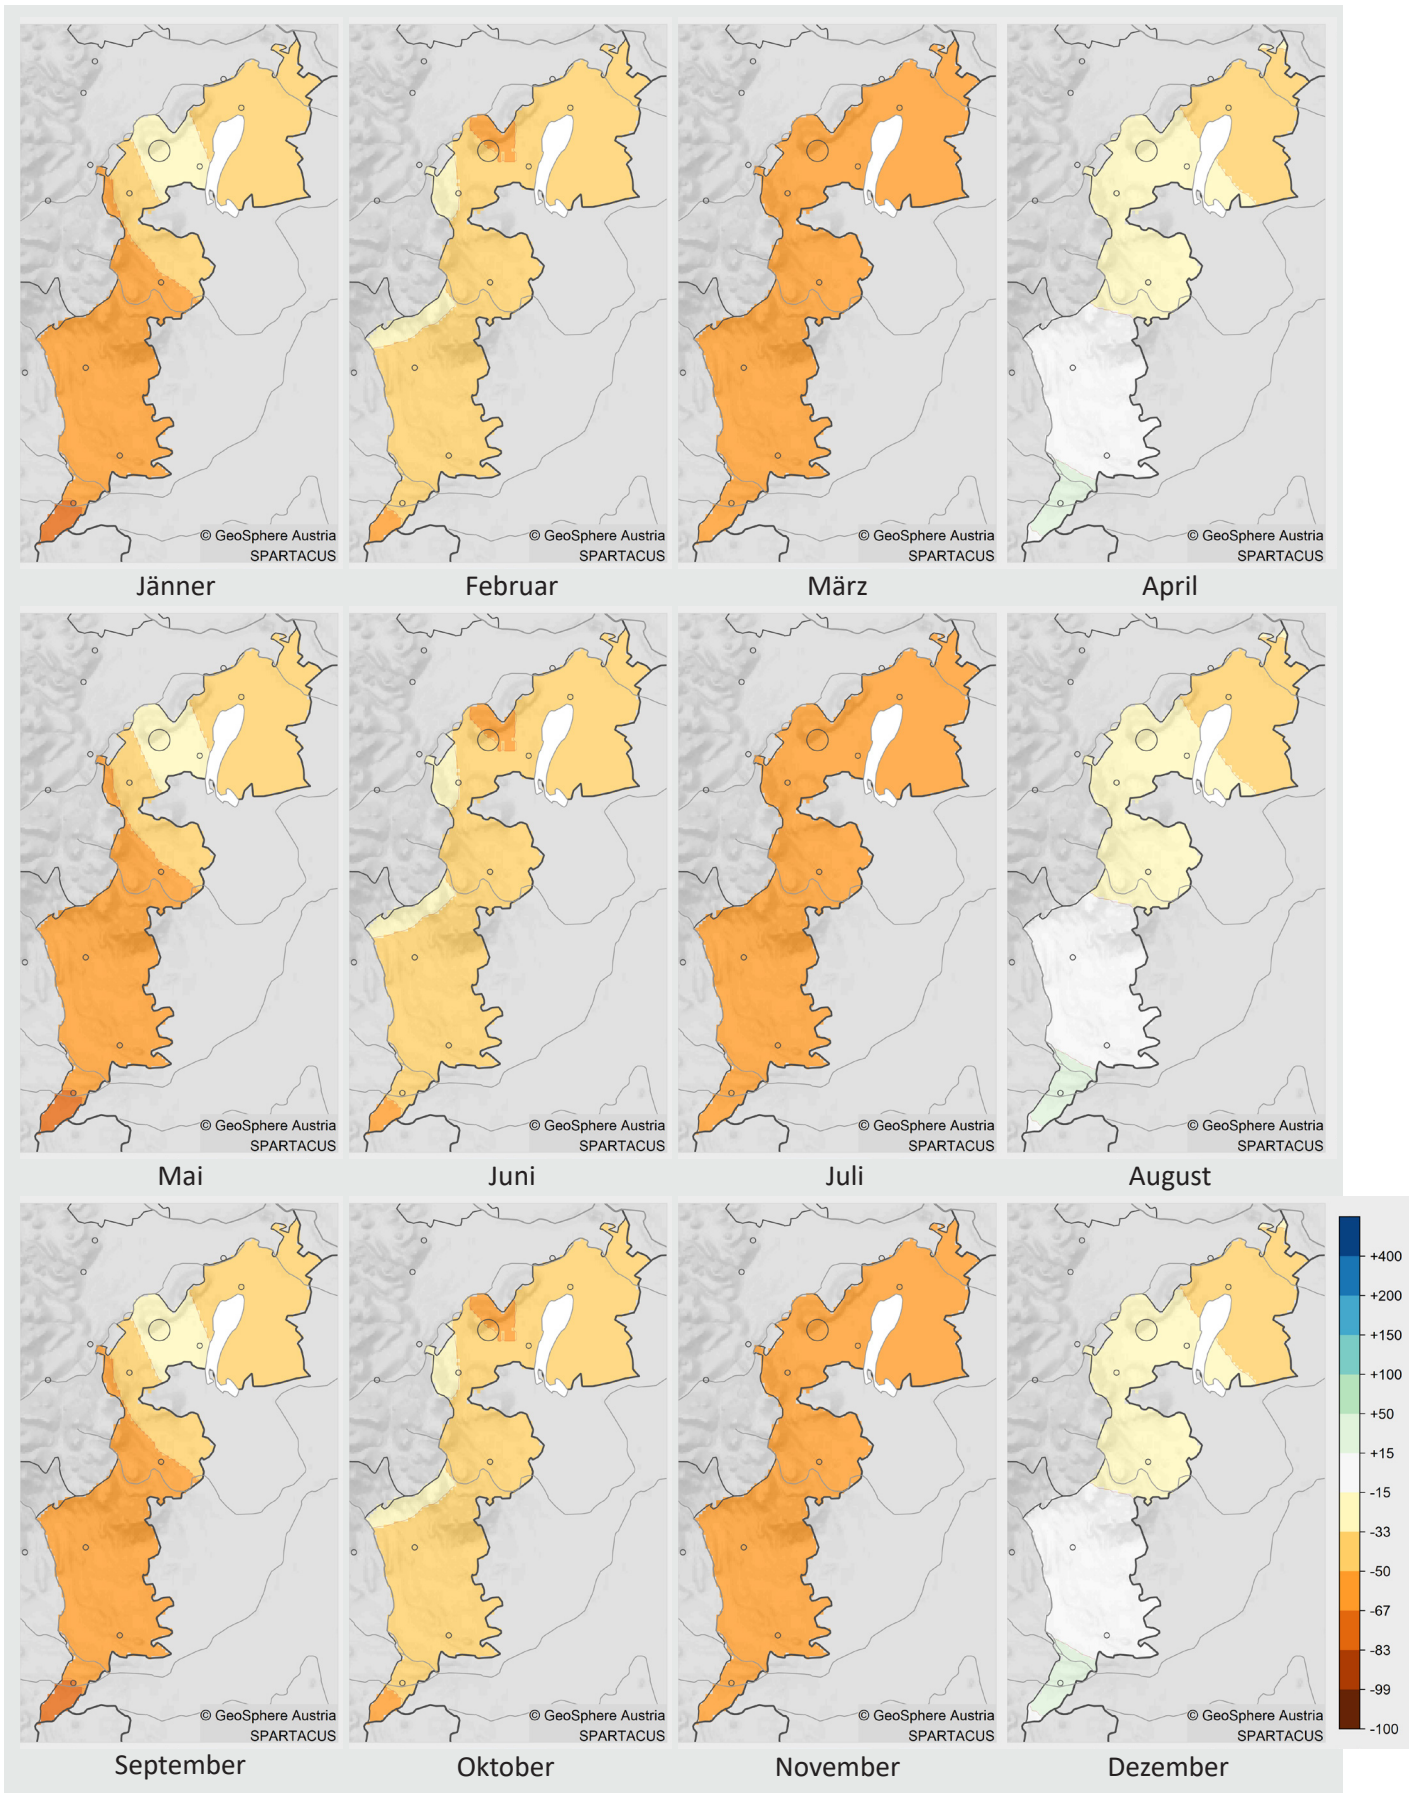 © GeoSphere Austria
SPARTACUS
© GeoSphere Austria
SPARTACUS
© GeoSphere Austria
SPARTACUS
© GeoSphere Austria
SPARTACUS
Jänner
Februar
März
April
© GeoSphere Austria
SPARTACUS
© GeoSphere Austria
SPARTACUS
© GeoSphere Austria
SPARTACUS
© GeoSphere Austria
SPARTACUS
Mai
Juni
Juli
August
© GeoSphere Austria
SPARTACUS
© GeoSphere Austria
SPARTACUS
© GeoSphere Austria
SPARTACUS
© GeoSphere Austria
SPARTACUS
+400
+200
+150
+100
+50
+15
-15
-33
-50
-67
-83
-99
-100
September
Oktober
November
Dezember